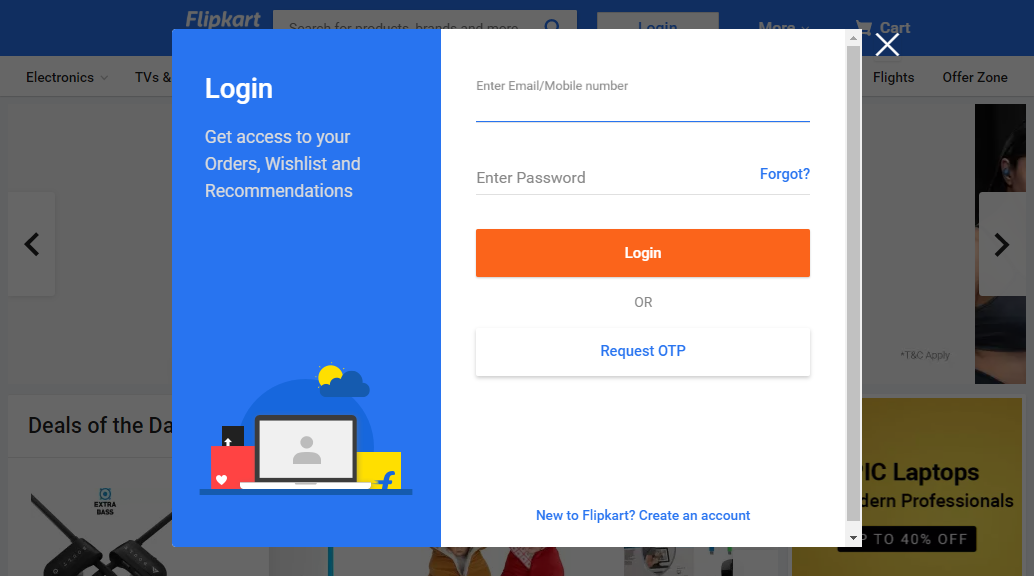 Flipkart
Search for products, brands and more
Login
More
Cart
Electronics
TVs &
Flights
Offer Zone
Login
Get access to your
Orders, Wishlist and
Recommendations
Enter Email/Mobile number
Enter Password
Forgot?
Login
OR
Request OTP
New to Flipkart? Create an account
*T&C Apply
Deals of the Da
EXTRA
BASS
PIC Laptops
dern Professionals
UP TO 40% OFF